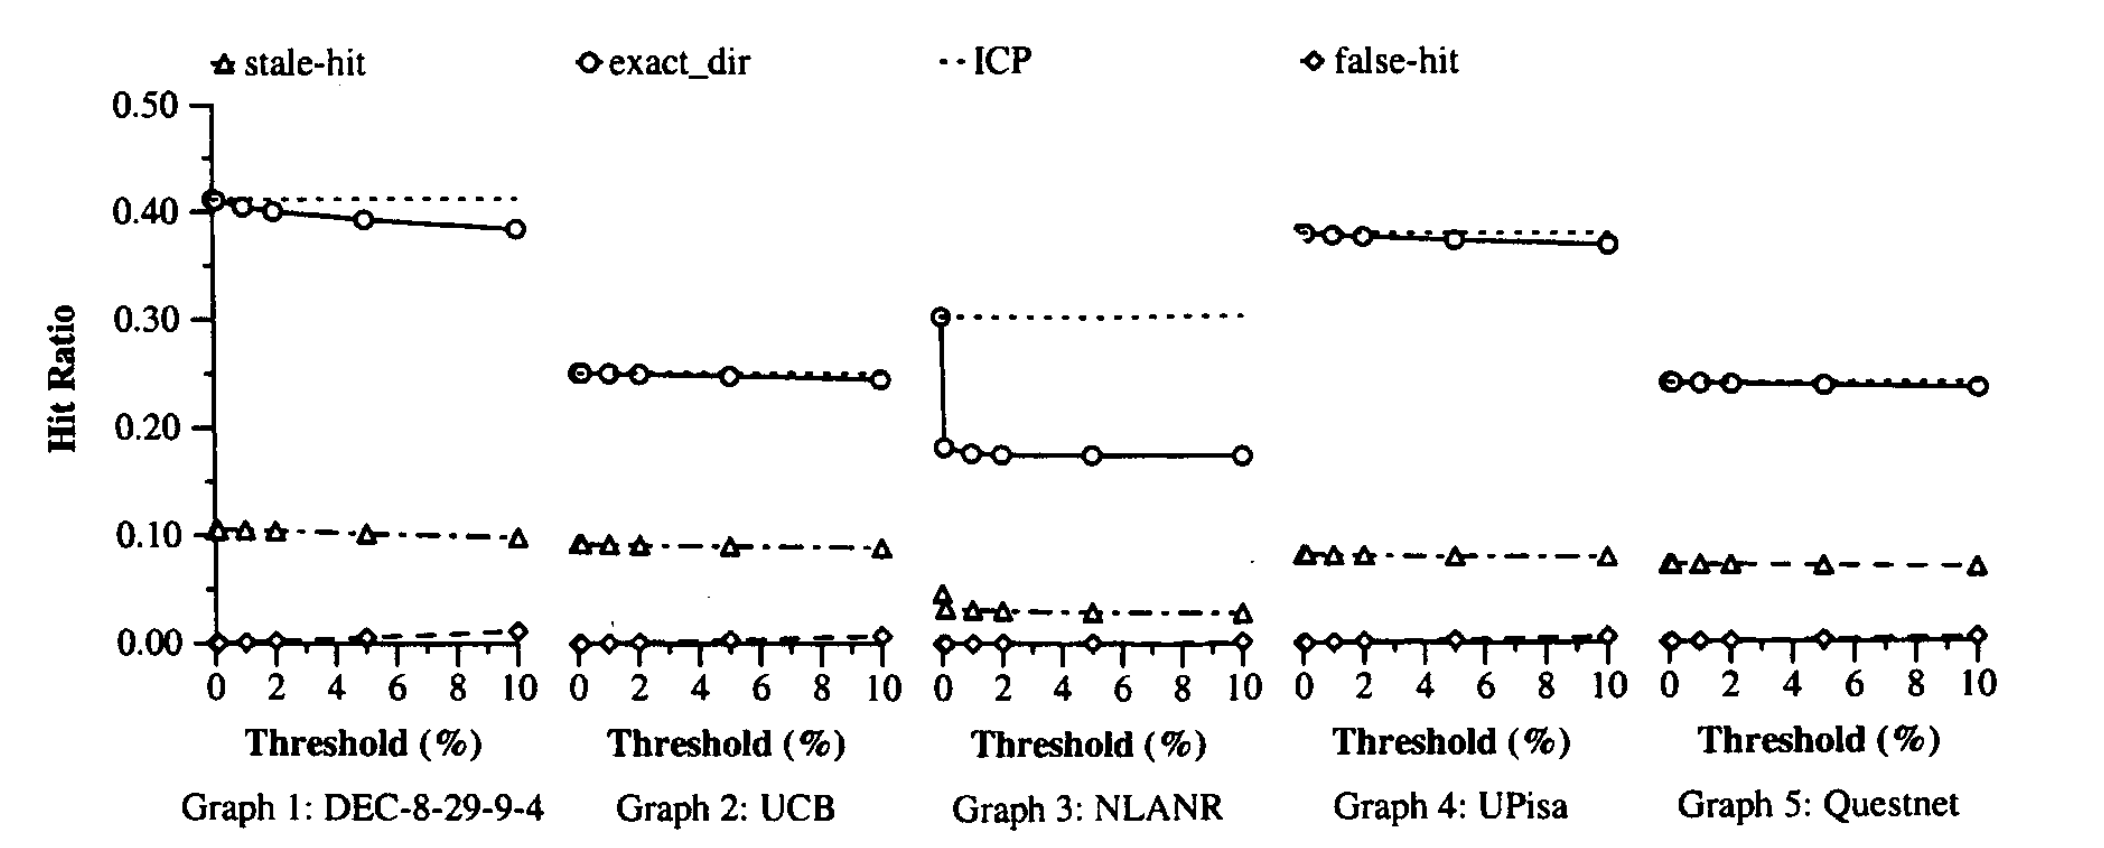 stale-hit exact_dir ICP false-hit
0.50
0.40
0.30
0.20
0.10
0.00
Hit Ratio
0 2 4 6 8 10 0 2 4 6 8 10 0 2 4 6 8 10 0 2 4 6 8 10 0 2 4 6 8 10
Threshold (%) Threshold (%) Threshold (%) Threshold (%) Threshold (%)
Graph 1: DEC-8-29-9-4 Graph 2: UCB Graph 3: NLANR Graph 4: UPisa Graph 5: Questnet